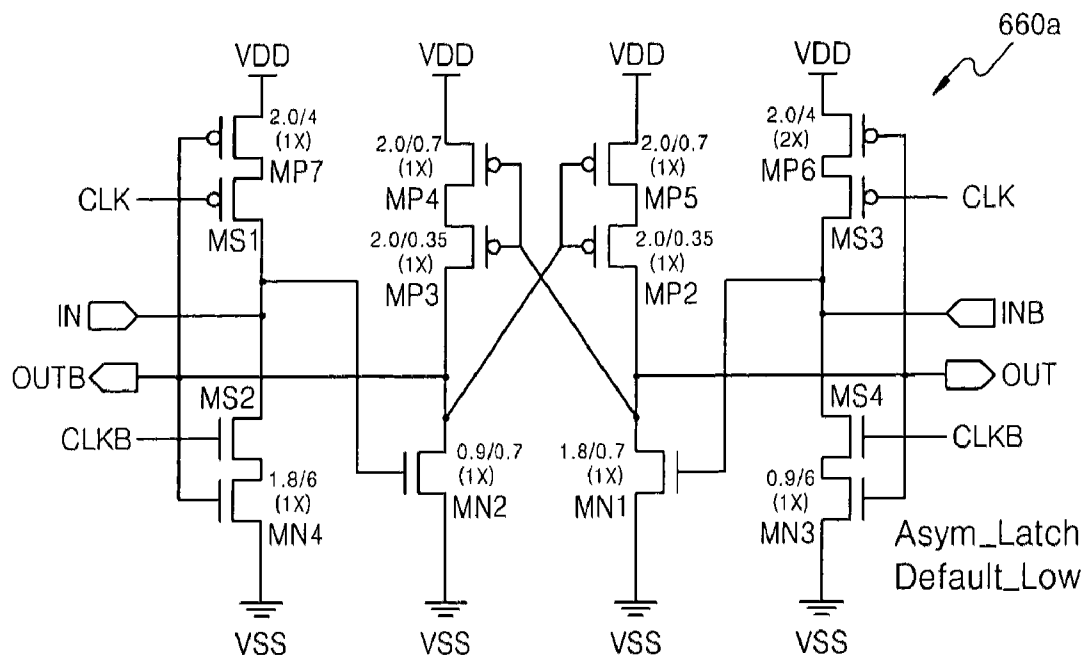 660a
VDD VDD VDD VDD
2.0/4 (1X) MP7
2.0/0.7 (1X) MP4
2.0/0.7 (1X) MP5
2.0/4 (2X) MP6
CLK MS1
MS3 CLK
2.0/0.35 (1X) MP3
2.0/0.35 (1X) MP2
IN INB
OUTB OUT
MS2 MS4
CLKB CLKB
1.8/6 (1X) MN4
0.9/0.7 (1X) MN2
1.8/0.7 (1X) MN1
0.9/6 (1X) MN3
Asym_Latch
Default_Low
VSS VSS VSS VSS